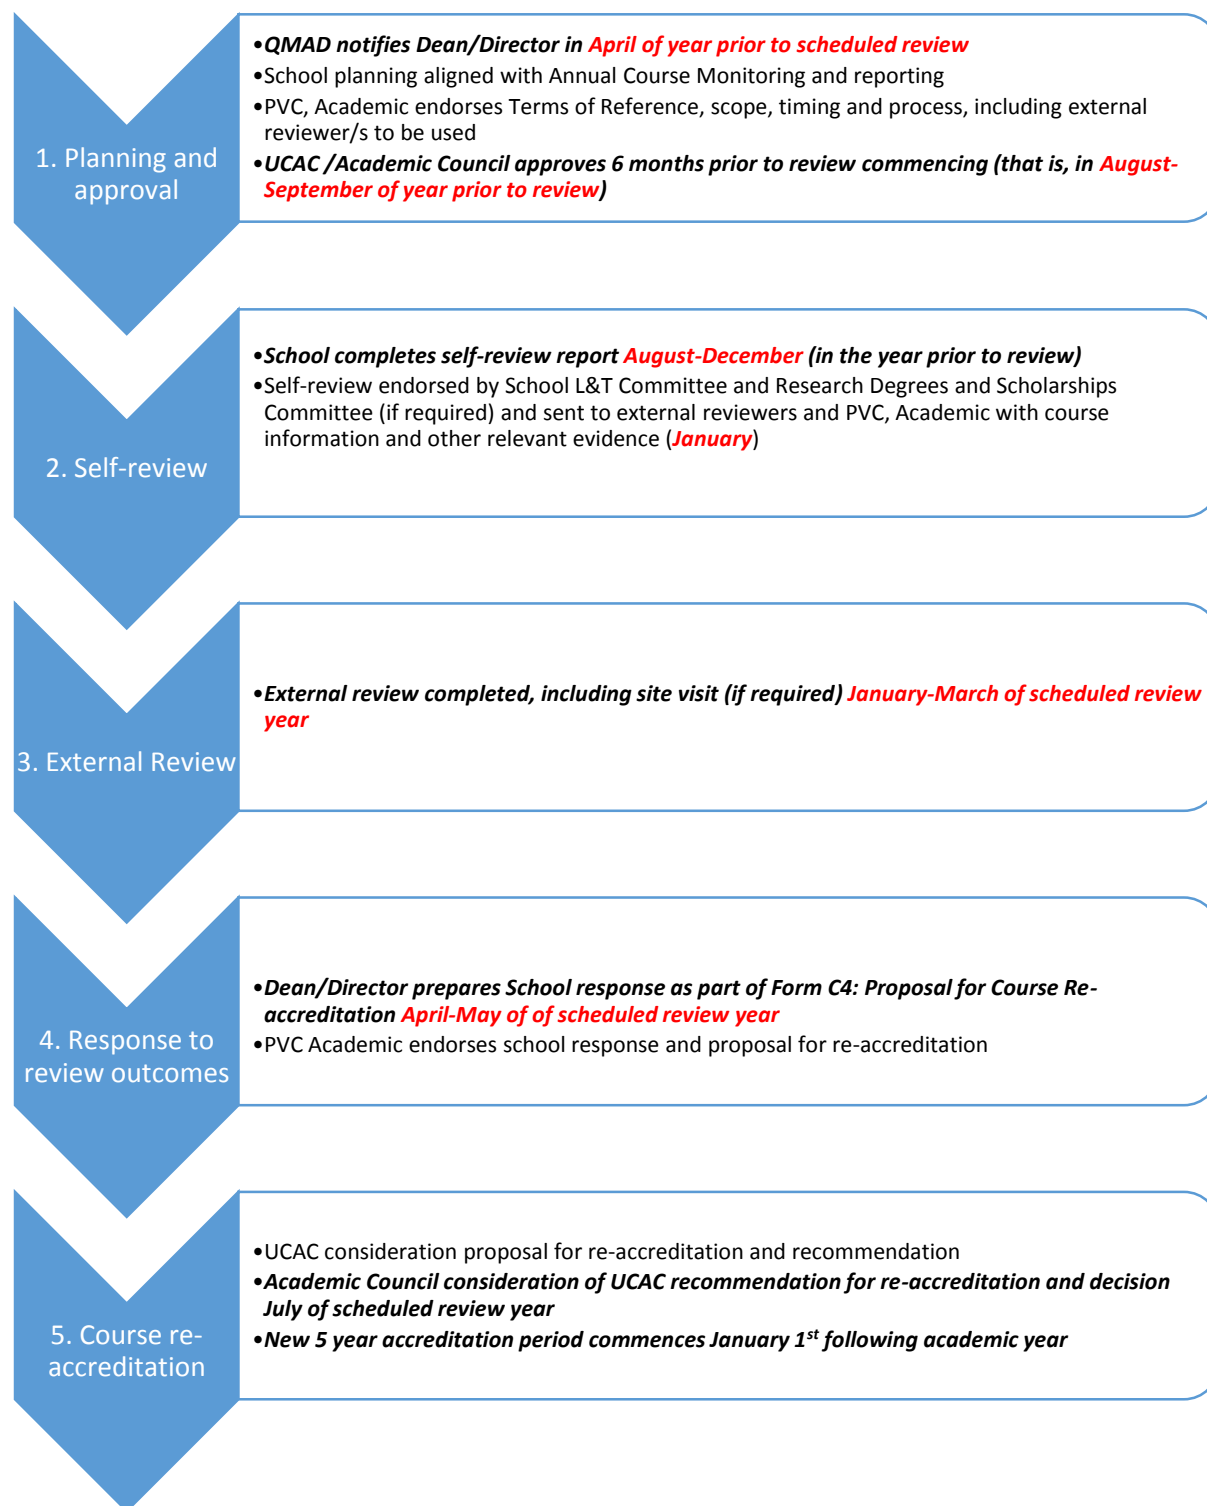 1. Planning and
approval
•QMAD notifies Dean/Director in April of year prior to scheduled review
•School planning aligned with Annual Course Monitoring and reporting
•PVC, Academic endorses Terms of Reference, scope, timing and process, including external
reviewer/s to be used
•UCAC /Academic Council approves 6 months prior to review commencing (that is, in August-
September of year prior to review)
2. Self-review
•School completes self-review report August-December (in the year prior to review)
•Self-review endorsed by School L&T Committee and Research Degrees and Scholarships
Committee (if required) and sent to external reviewers and PVC, Academic with course
information and other relevant evidence (January)
3. External Review
•External review completed, including site visit (if required) January-March of scheduled review
year
4. Response to
review outcomes
•Dean/Director prepares School response as part of Form C4: Proposal for Course Re-
accreditation April-May of of scheduled review year
•PVC Academic endorses school response and proposal for re-accreditation
5. Course re-
accreditation
•UCAC consideration proposal for re-accreditation and recommendation
•Academic Council consideration of UCAC recommendation for re-accreditation and decision
July of scheduled review year
•New 5 year accreditation period commences January 1st following academic year